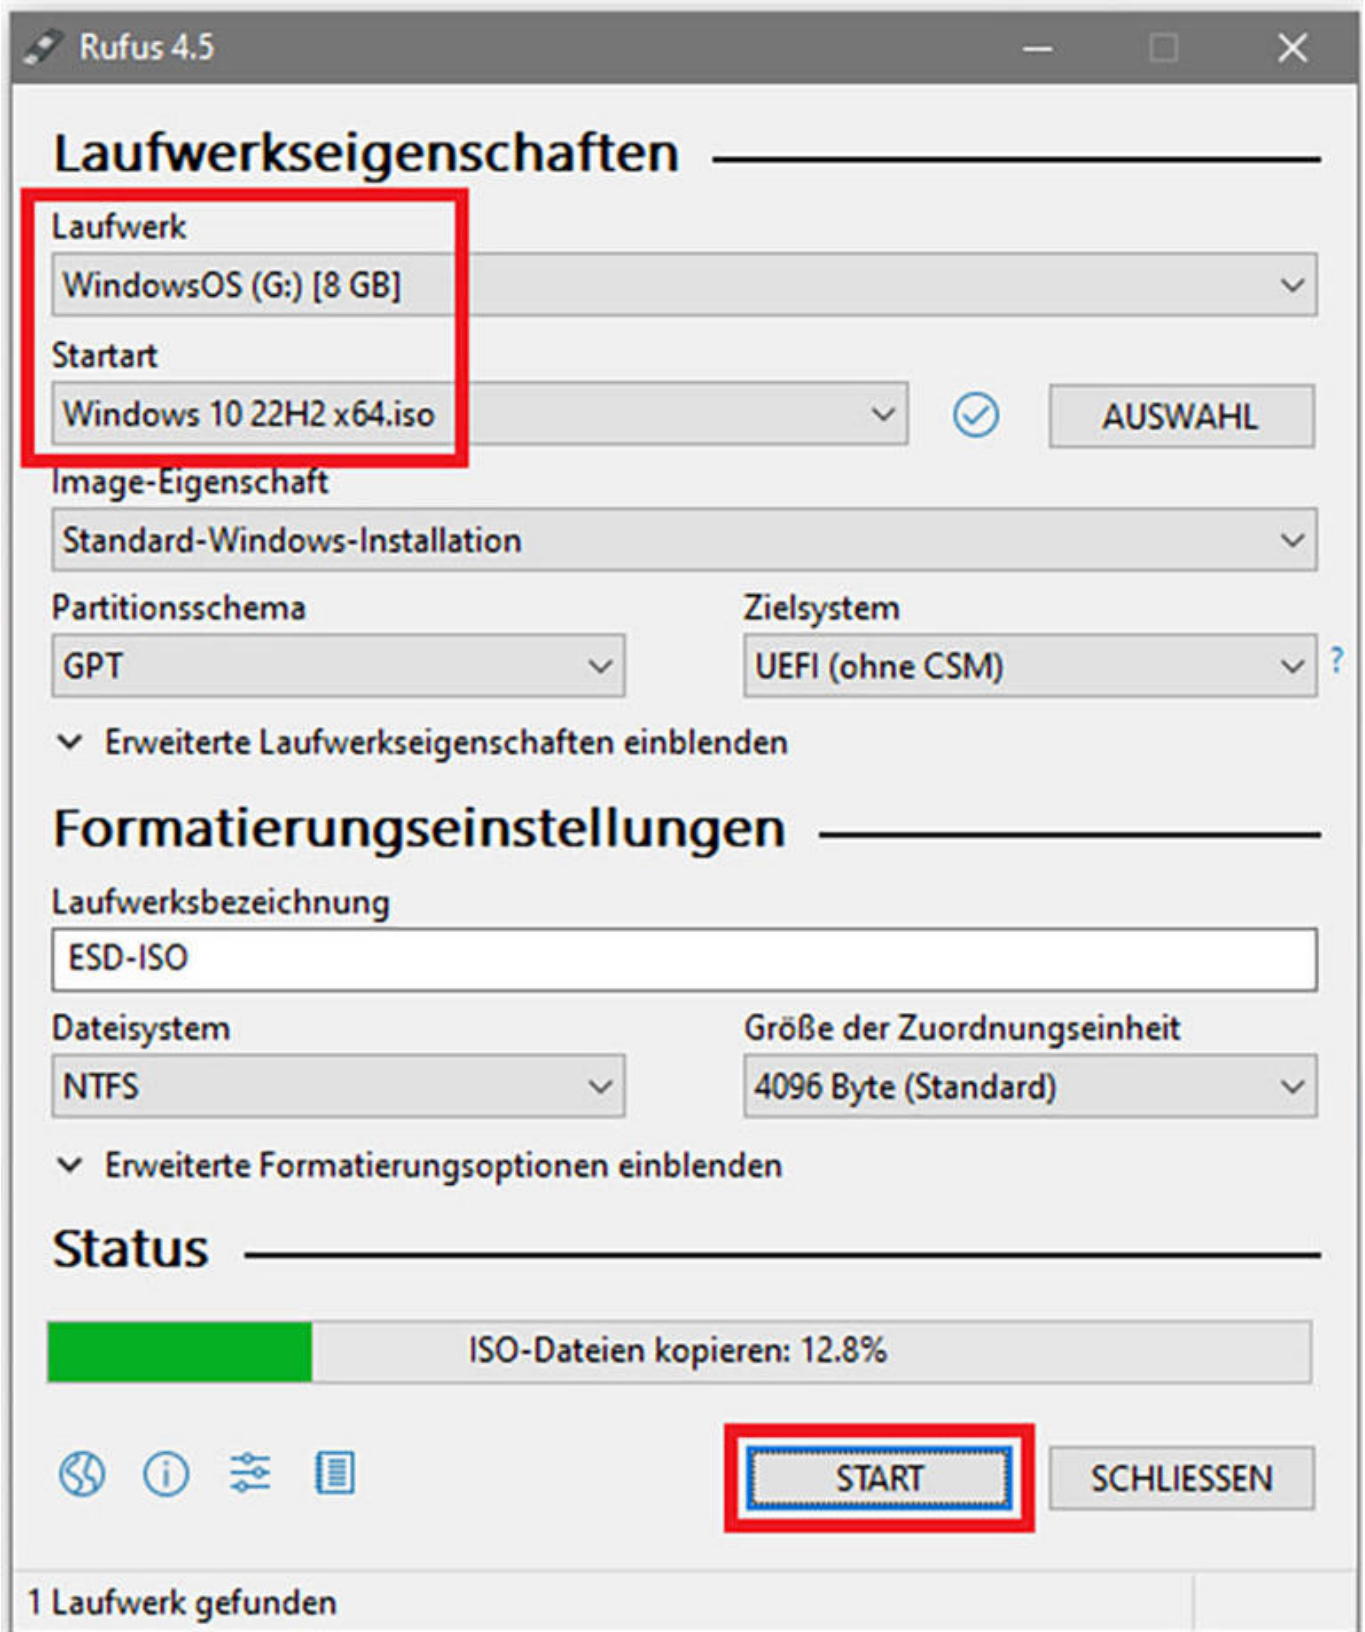 Rufus 4.5
Laufwerkseigenschaften
Laufwerk
WindowsOS (G:) [8 GB]
Startart
Windows 10 22H2 x64.iso
AUSWAHL
Image-Eigenschaft
Standard-Windows-Installation
Partitionsschema
Zielsystem
GPT
UEFI (ohne CSM)
?
Erweiterte Laufwerkseigenschaften einblenden
Formatierungseinstellungen
Laufwerksbezeichnung
ESD-ISO
Dateisystem
Größe der Zuordnungseinheit
NTFS
4096 Byte (Standard)
Erweiterte Formatierungsoptionen einblenden
Status
ISO-Dateien kopieren: 12.8%
START
SCHLIESSEN
1 Laufwerk gefunden